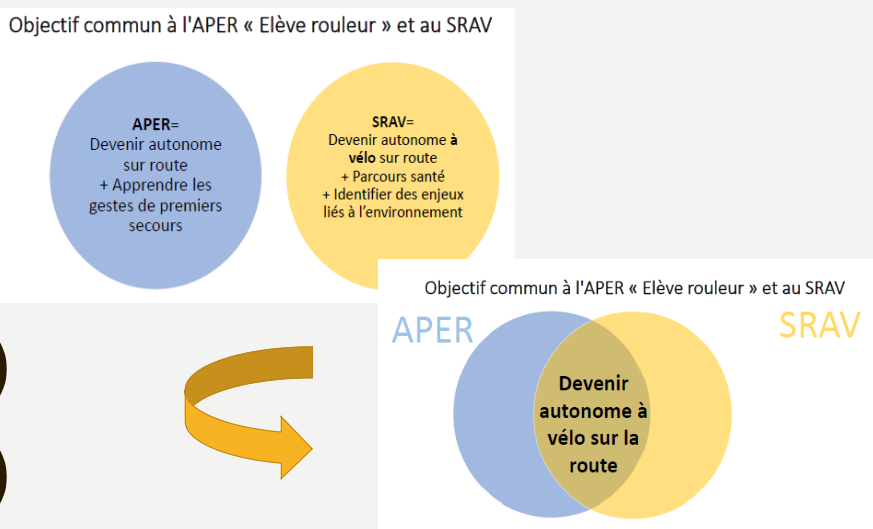 Objectif commun à l'APER « Elève rouleur » et au SRAV
APER=
Devenir autonome
sur route
+ Apprendre les
gestes de premiers
secours
SRAV=
Devenir autonome à
vélo sur route
+ Parcours santé
+ Identifier des enjeux
liés à l'environnement
Objectif commun à l'APER « Elève rouleur » et au SRAV
APER
SRAV
Devenir
autonome à
vélo sur la
route